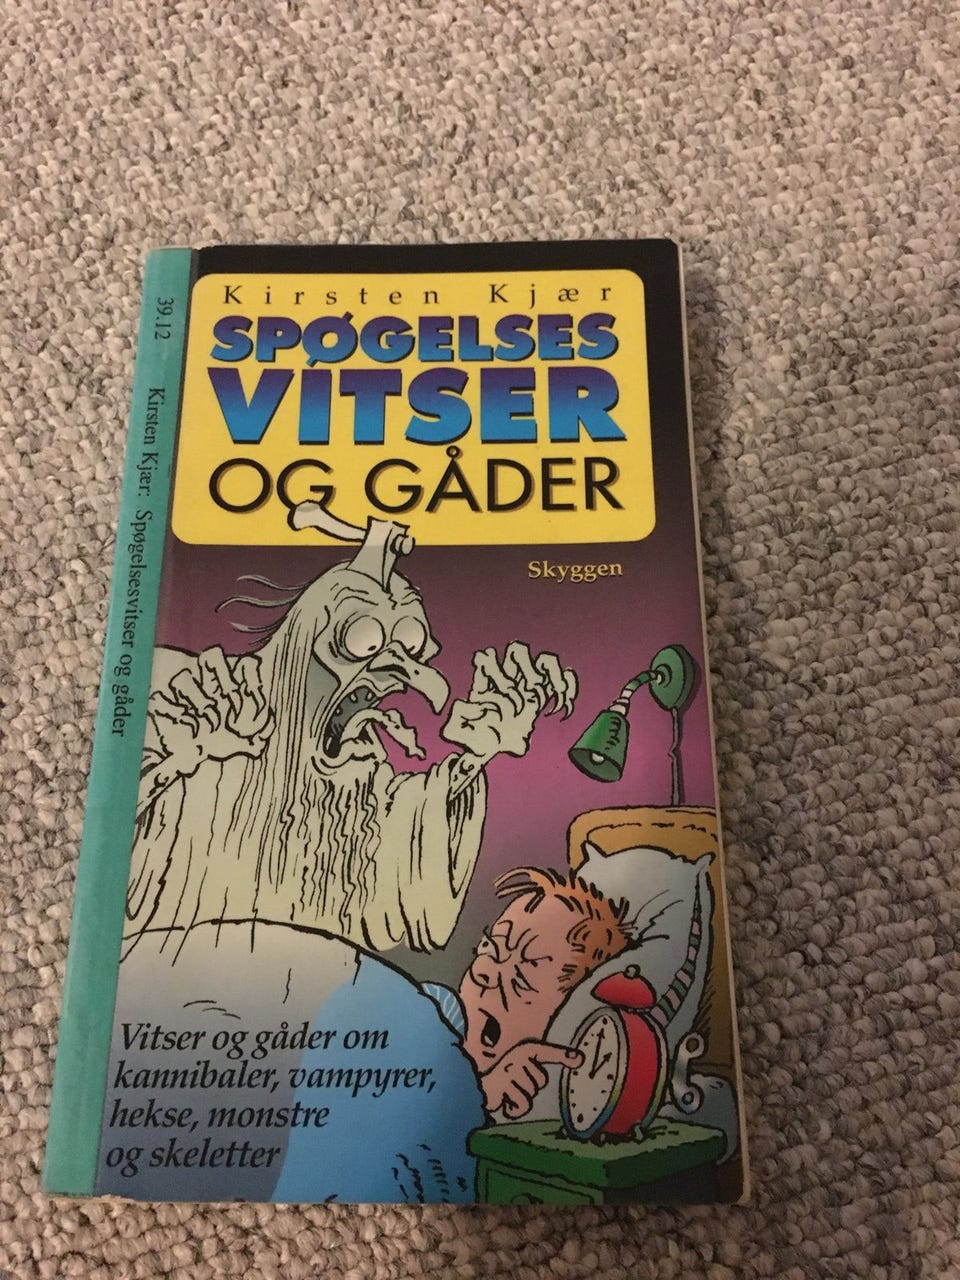 Kirsten Kjær
SPØGELSES
VITSER
OG GÅDER
Skyggen
Vitser og gåder om
kannibaler, vampyrer,
hekse, monstre
og skeletter
39.12
Kirsten Kjær: Spøgelsesvitser og gåder